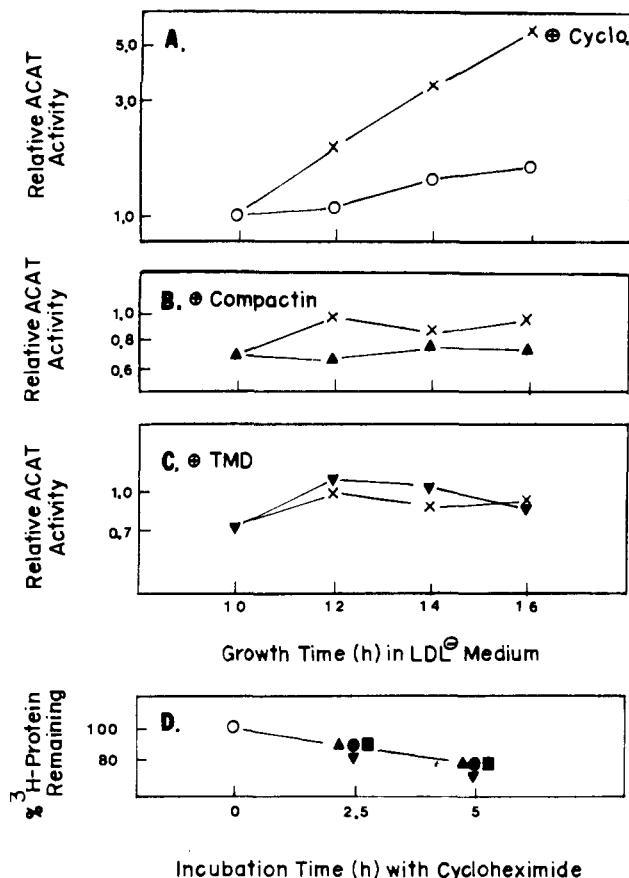 A.
⊕ Cyclo.
5,0
3,0
1,0
Relative ACAT
Activity
B. ⊕ Compactin
1,0
0,8
0,6
Relative ACAT
Activity
C. ⊕ TMD
1,0
0,7
Relative ACAT
Activity
10 12 14 16
Growth Time (h) in LDL⊖ Medium
D.
100
80
% ³H-Protein
Remaining
0 2.5 5
Incubation Time (h) with Cycloheximide